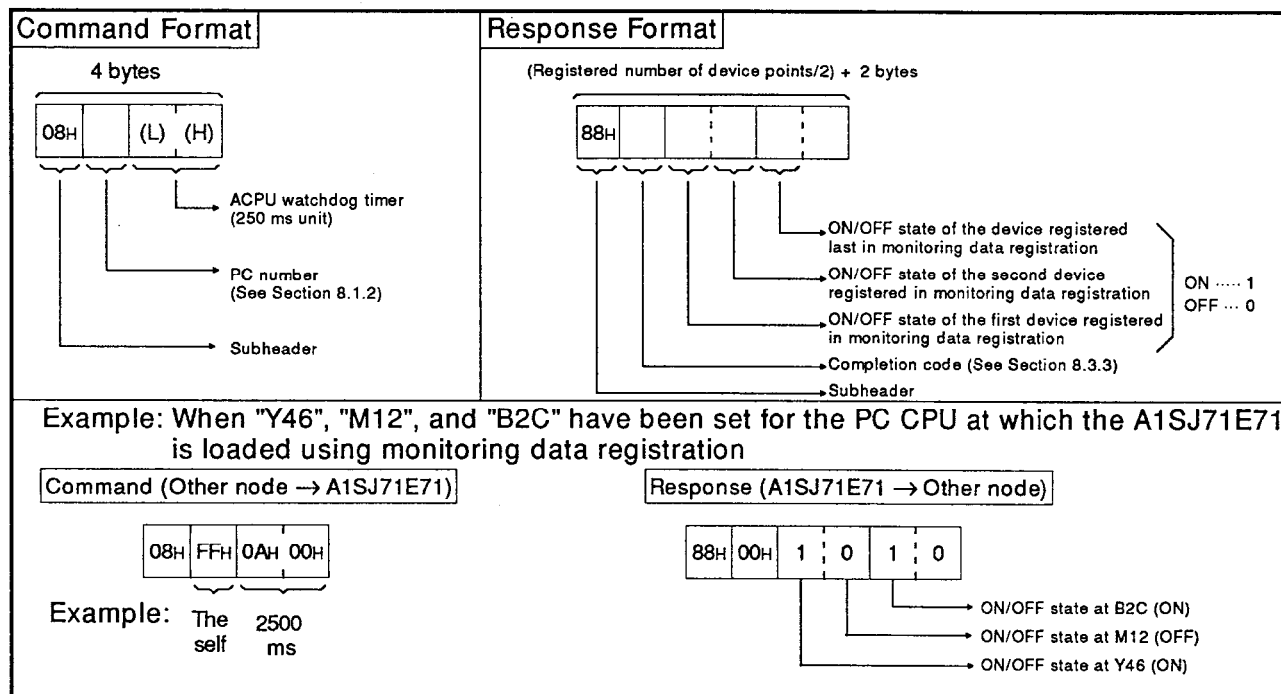 Command Format
4 bytes
08H (L) (H)
ACPU watchdog timer
(250 ms unit)
PC number
(See Section 8.1.2)
Subheader
Response Format
(Registered number of device points/2) + 2 bytes
88H
ON/OFF state of the device registered
last in monitoring data registration
ON/OFF state of the second device
registered in monitoring data registration
ON/OFF state of the first device registered
in monitoring data registration
ON ····· 1
OFF ··· 0
Completion code (See Section 8.3.3)
Subheader
Example: When "Y46", "M12", and "B2C" have been set for the PC CPU at which the A1SJ71E71
is loaded using monitoring data registration
Command (Other node → A1SJ71E71)
08H FFH 0AH 00H
Example: The self 2500 ms
Response (A1SJ71E71 → Other node)
88H 00H 1 0 1 0
ON/OFF state at B2C (ON)
ON/OFF state at M12 (OFF)
ON/OFF state at Y46 (ON)